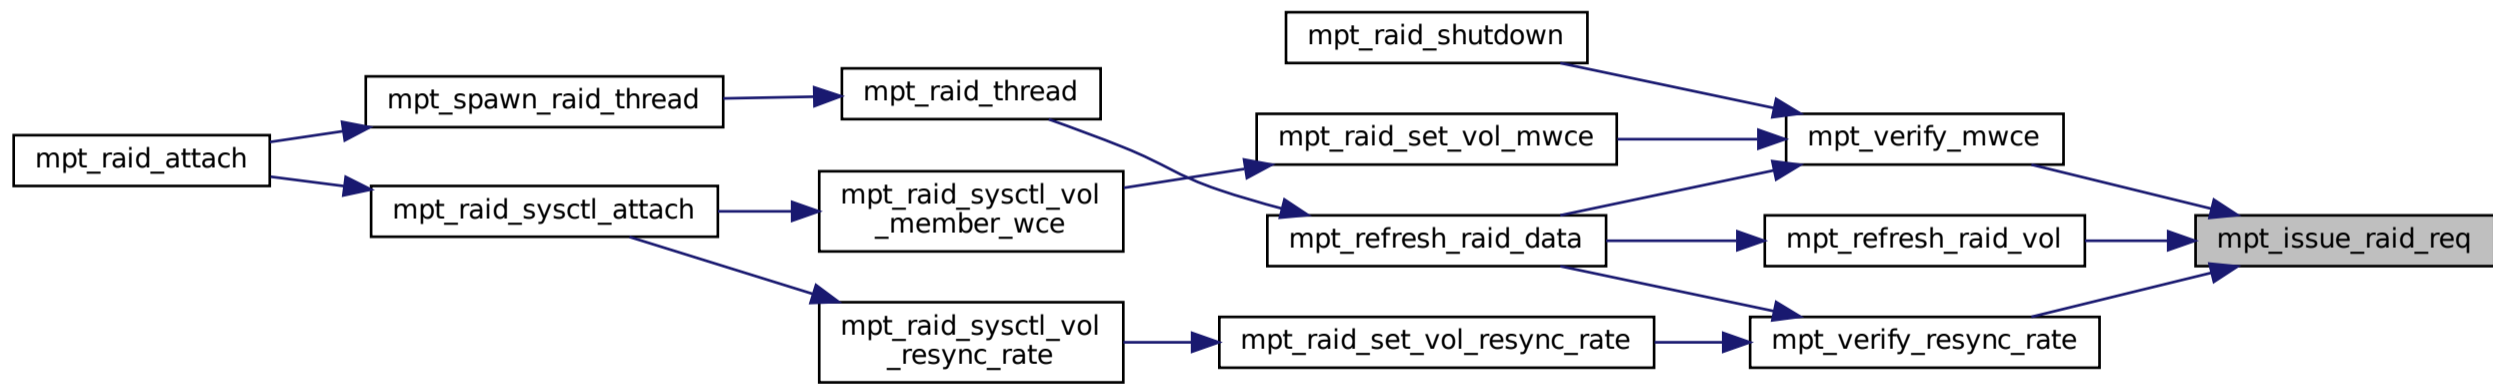 mpt_raid_shutdown
mpt_raid_thread
mpt_spawn_raid_thread
mpt_raid_set_vol_mwce
mpt_verify_mwce
mpt_raid_attach
mpt_raid_sysctl_vol
_member_wce
mpt_raid_sysctl_attach
mpt_refresh_raid_data
mpt_refresh_raid_vol
mpt_issue_raid_req
mpt_raid_sysctl_vol
_resync_rate
mpt_raid_set_vol_resync_rate
mpt_verify_resync_rate